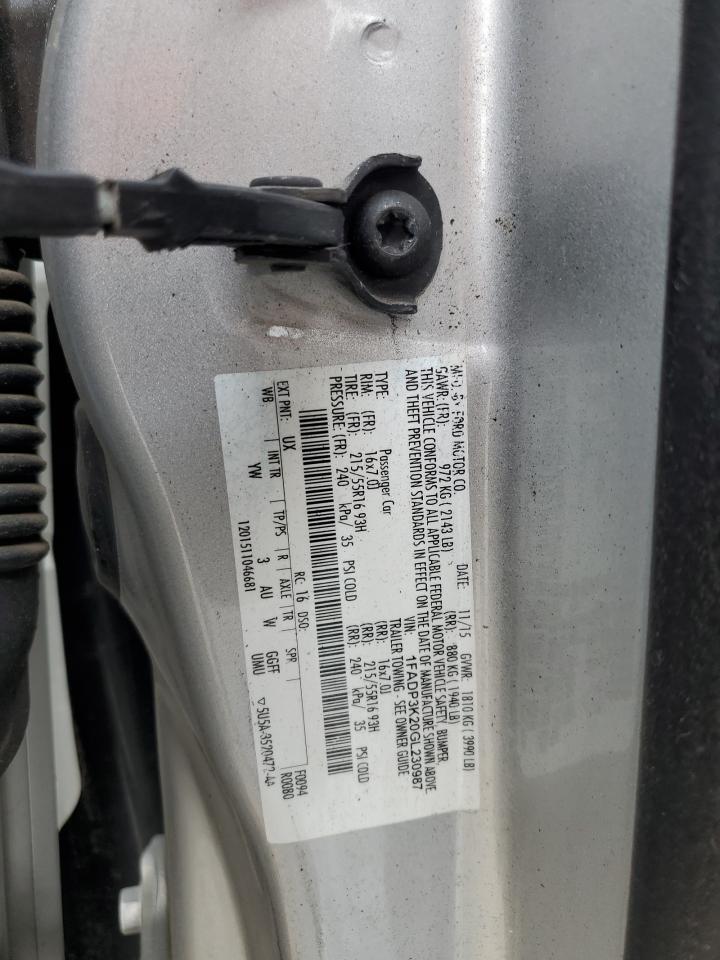 MFD. BY FORD MOTOR CO. DATE: 11/15 GVWR: 1810 KG ( 3990 LB)
GAWR: (FR): 972 KG ( 2143 LB) (RR): 880 KG ( 1940 LB)
THIS VEHICLE CONFORMS TO ALL APPLICABLE FEDERAL MOTOR VEHICLE SAFETY, BUMPER,
AND THEFT PREVENTION STANDARDS IN EFFECT ON THE DATE OF MANUFACTURE SHOWN ABOVE.
VIN: 1FADP3K20GL230987
TYPE: Passenger Car TRAILER TOWING - SEE OWNER GUIDE
RIM: (FR): 16x7.0J (RR): 16x7.0J
TIRE: (FR): 215/55R16 93H (RR): 215/55R16 93H
PRESSURE: (FR): 240 kPa/ 35 PSI COLD (RR): 240 kPa/ 35 PSI COLD
F0094
RC: 16 DSO: R0080
EXT PNT: UX
INT TR TP/PS R AXLE TR SPR
WB YW 3 AU W GGFF
UMU
1201511046681 ▽ 5U5A-3520472-AA